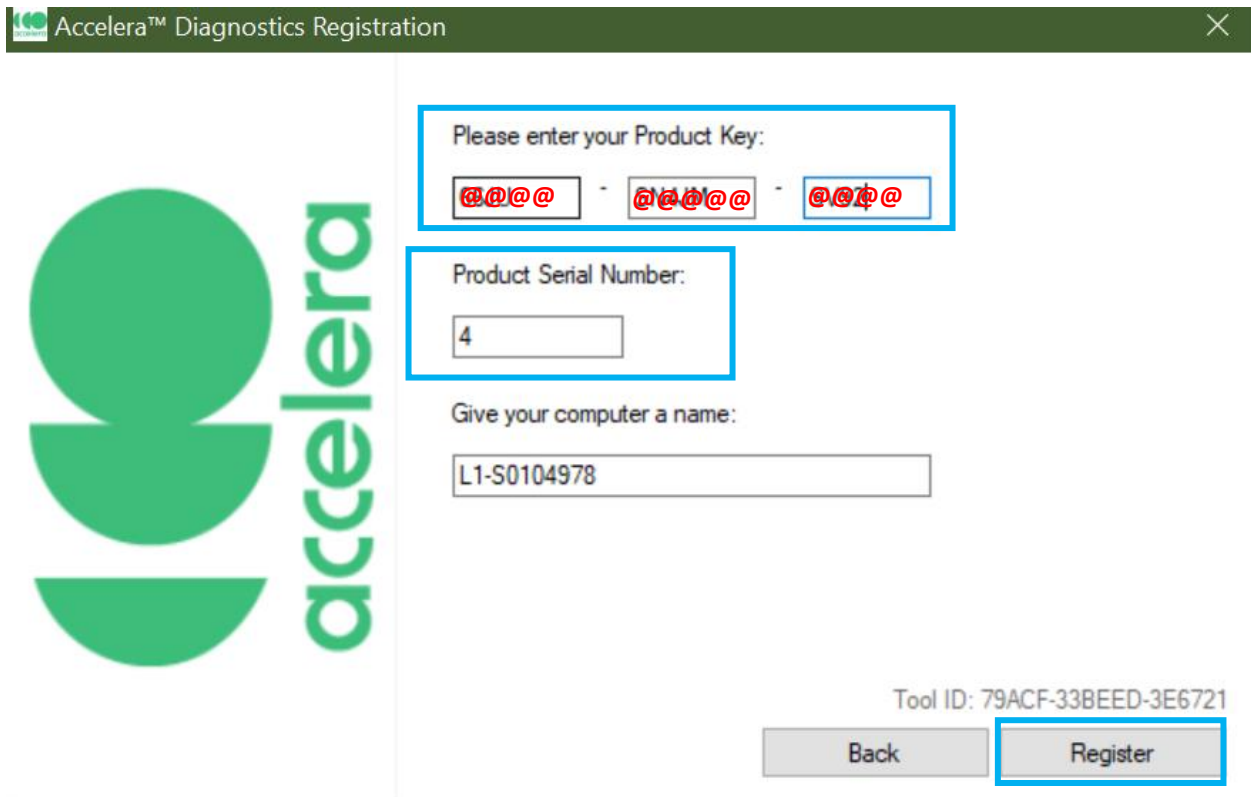 accelera Accelera™ Diagnostics Registration
Please enter your Product Key:
@@@@ - @@@@@ - @@@@
Product Serial Number:
4
Give your computer a name:
L1-S0104978
accelera
Tool ID: 79ACF-33BEED-3E6721
Back Register